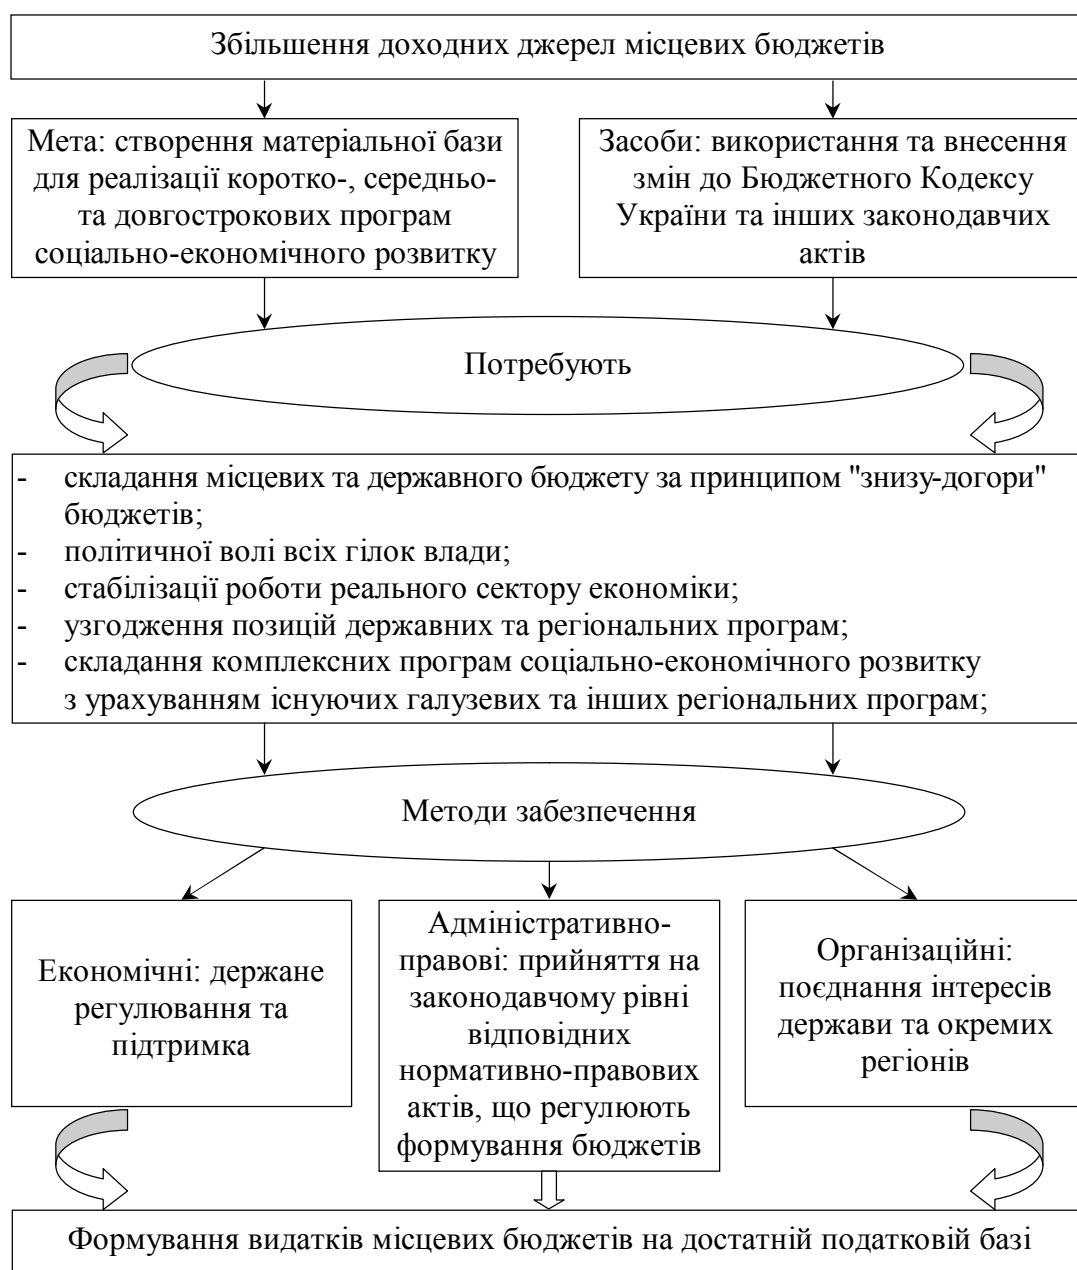 Збільшення доходних джерел місцевих бюджетів
Мета: створення матеріальної бази
для реалізації коротко-, середньо-
та довгострокових програм
соціально-економічного розвитку
Засоби: використання та внесення
змін до Бюджетного Кодексу
України та інших законодавчих
актів
Потребують
- складання місцевих та державного бюджету за принципом "знизу-догори"
бюджетів;
- політичної волі всіх гілок влади;
- стабілізації роботи реального сектору економіки;
- узгодження позицій державних та регіональних програм;
- складання комплексних програм соціально-економічного розвитку
з урахуванням існуючих галузевих та інших регіональних програм;
Методи забезпечення
Економічні: держане
регулювання та
підтримка
Адміністративно-
правові: прийняття на
законодавчому рівні
відповідних
нормативно-правових
актів, що регулюють
формування бюджетів
Організаційні:
поєднання інтересів
держави та окремих
регіонів
Формування видатків місцевих бюджетів на достатній податковій базі